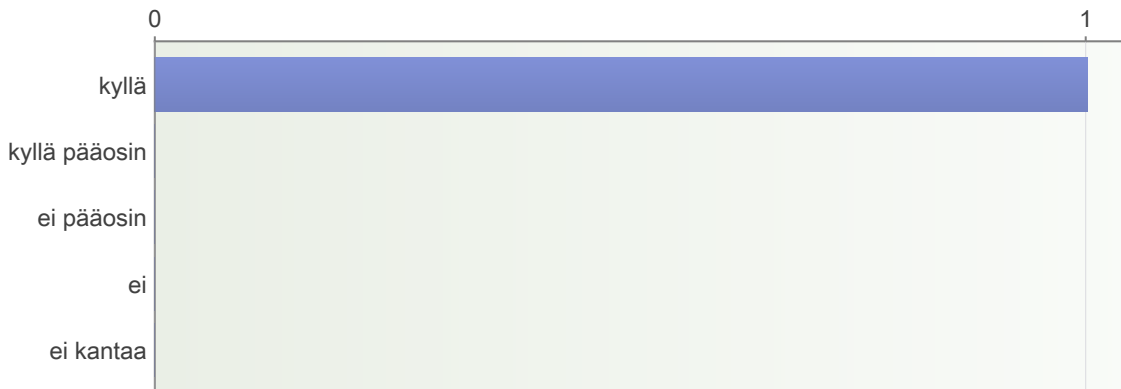 0 1
kyllä
kyllä pääosin
ei pääosin
ei
ei kantaa